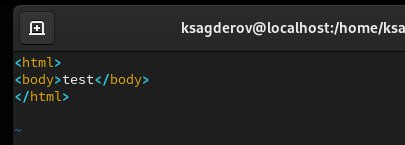 ksagderov@localhost:/home/ksa
<html>
<body>test</body>
</html>
~